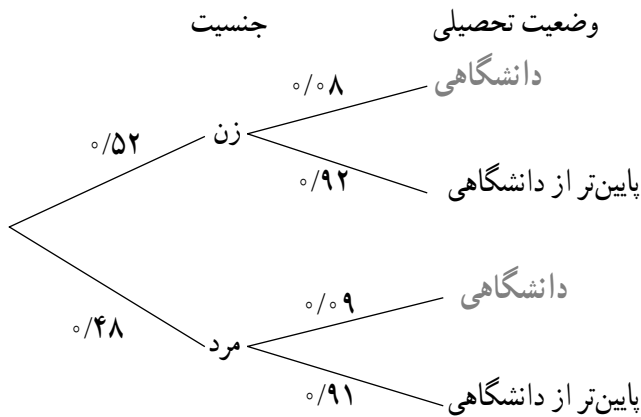 وضعیت تحصیلی
جنسیت
دانشگاهی
۰/۰۸
زن
۰/۵۲
۰/۹۲
پایین‌تر از دانشگاهی
دانشگاهی
۰/۰۹
۰/۴۸
مرد
۰/۹۱
پایین‌تر از دانشگاهی